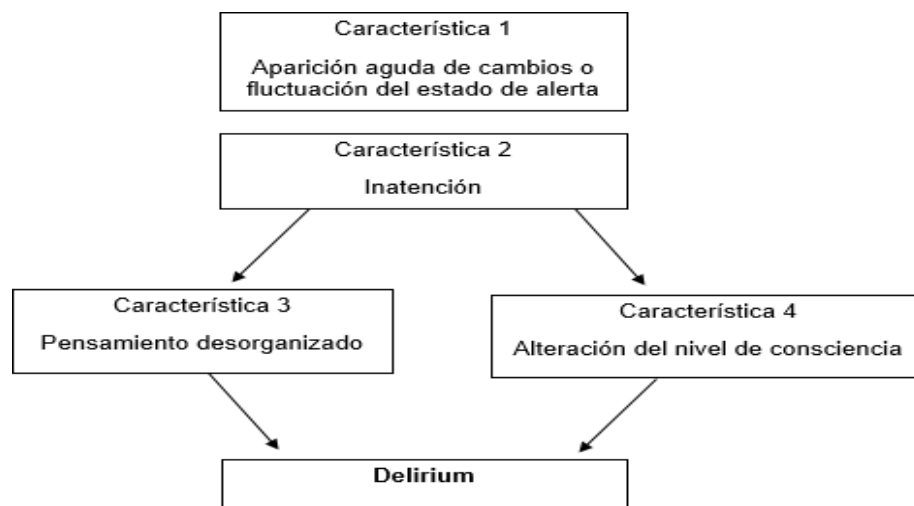 Característica 1
Aparición aguda de cambios o
fluctuación del estado de alerta
Característica 2
Inatención
Característica 3
Pensamiento desorganizado
Característica 4
Alteración del nivel de consciencia
Delirium